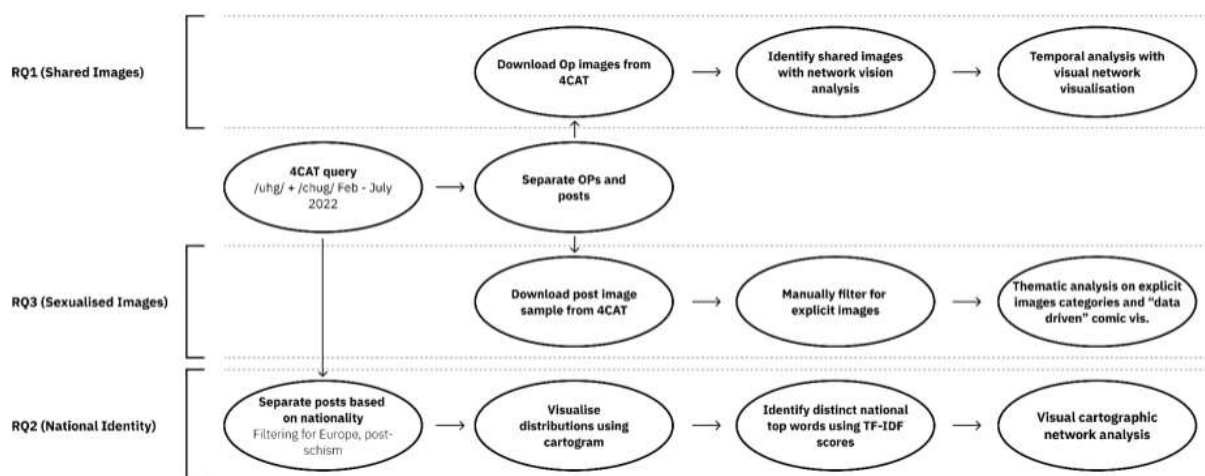 RQ1 (Shared Images)
Download Op images from
4CAT
Identify shared images
with network vision
analysis
Temporal analysis with
visual network
visualisation
4CAT query
/uhg/ + /chug/ Feb - July
2022
Separate OPs and
posts
RQ3 (Sexualised Images)
Download post image
sample from 4CAT
Manually filter for
explicit images
Thematic analysis on explicit
images categories and “data
driven” comic vis.
RQ2 (National Identity)
Separate posts based
on nationality
Filtering for Europe, post-
schism
Visualise
distributions using
cartogram
Identify distinct national
top words using TF-IDF
scores
Visual cartographic
network analysis